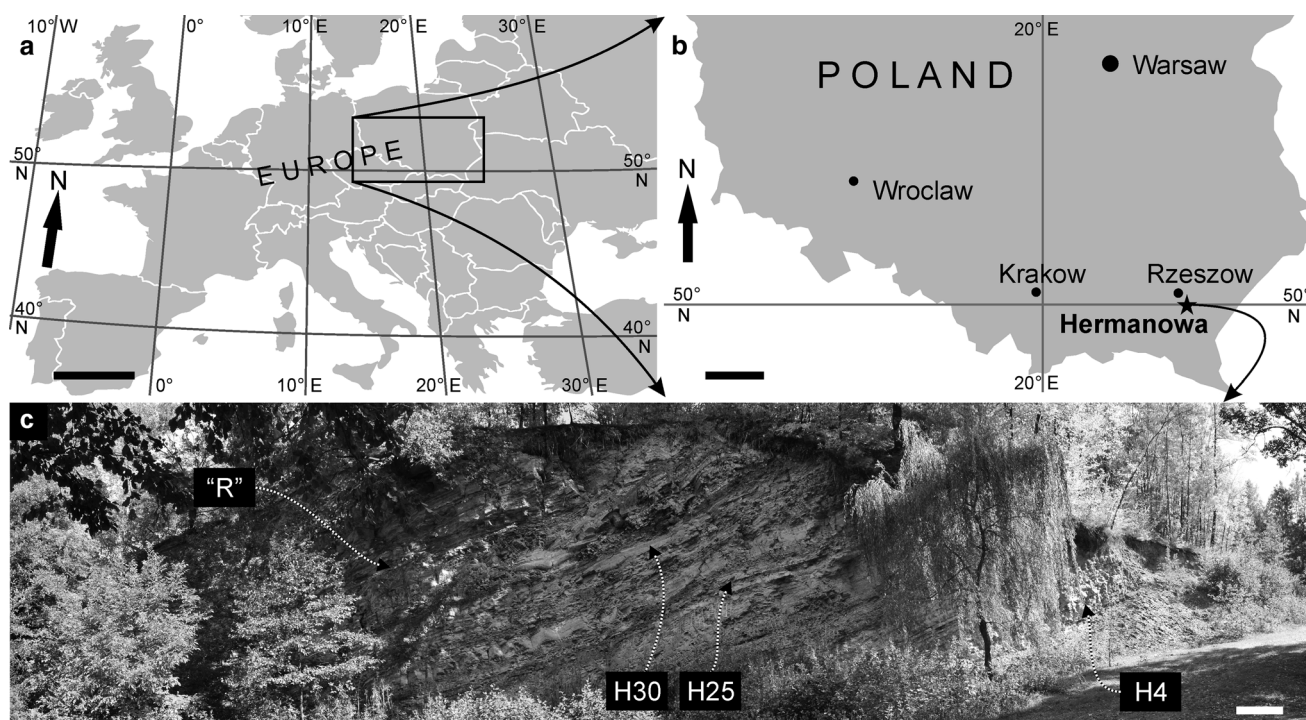 a
10° W
0°
10° E
20° E
30° E
50°
N
50°
N
EUROPE
N
40°
N
40°
N
0°
10° E
20° E
30° E
b
20° E
POLAND
Warsaw
Wroclaw
N
Krakow
Rzeszow
50°
N
50°
N
Hermanowa
20° E
c
“R”
H30
H25
H4